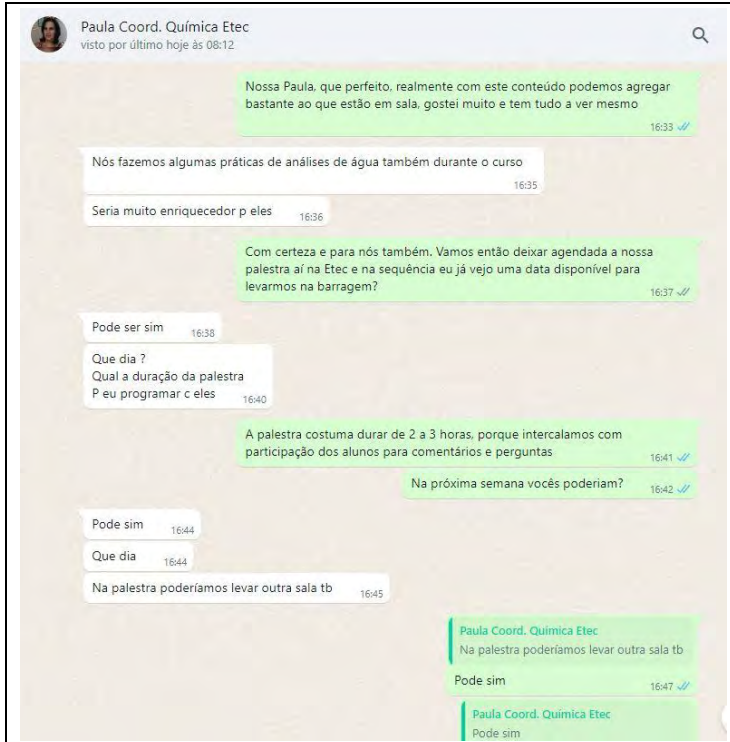 Paula Coord. Química Etec
visto por último hoje às 08:12
Nossa Paula, que perfeito, realmente com este conteúdo podemos agregar
bastante ao que estão em sala, gostei muito e tem tudo a ver mesmo
16:33
Nós fazemos algumas práticas de análises de água também durante o curso
16:35
Seria muito enriquecedor p eles 16:36
Com certeza e para nós também. Vamos então deixar agendada a nossa
palestra aí na Etec e na sequência eu já vejo uma data disponível para
levarmos na barragem?
16:37
Pode ser sim 16:38
Que dia ?
Qual a duração da palestra
P eu programar c eles 16:40
A palestra costuma durar de 2 a 3 horas, porque intercalamos com
participação dos alunos para comentários e perguntas 16:41
Na próxima semana vocês poderiam? 16:42
Pode sim 16:44
Que dia 16:44
Na palestra poderíamos levar outra sala tb 16:45
Paula Coord. Química Etec
Na palestra poderíamos levar outra sala tb
Pode sim 16:47
Paula Coord. Química Etec
Pode sim